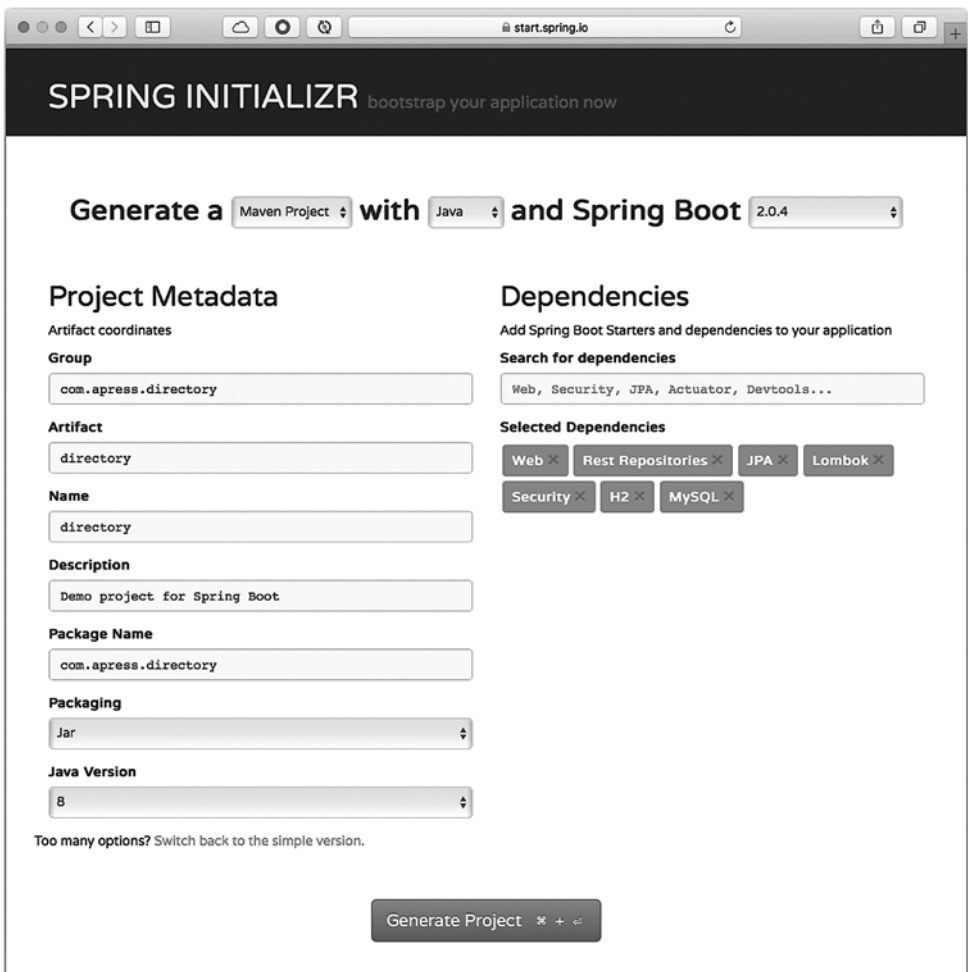 start.spring.io
SPRING INITIALIZR bootstrap your application now
Generate a Maven Project with Java and Spring Boot 2.0.4
Project Metadata
Artifact coordinates
Group
com.apress.directory
Artifact
directory
Name
directory
Description
Demo project for Spring Boot
Package Name
com.apress.directory
Packaging
Jar
Java Version
8
Too many options? Switch back to the simple version.
Dependencies
Add Spring Boot Starters and dependencies to your application
Search for dependencies
Web, Security, JPA, Actuator, Devtools...
Selected Dependencies
Web × Rest Repositories × JPA × Lombok ×
Security × H2 × MySQL ×
Generate Project ⌘ + ⏎